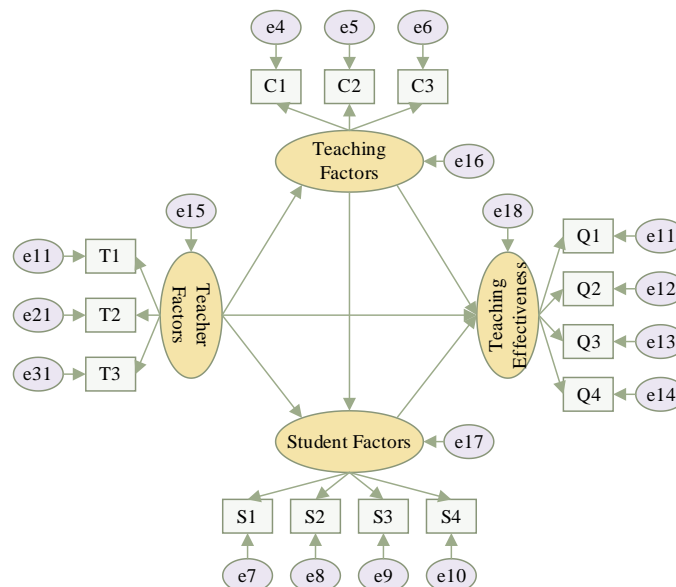 e4 e5 e6
C1 C2 C3
Teaching
Factors
e16
e15
e18
e11 T1
e21 T2
e31 T3
Teacher
Factors
Teaching
Effectiveness
Q1 e11
Q2 e12
Q3 e13
Q4 e14
Student Factors
e17
S1 S2 S3 S4
e7 e8 e9 e10